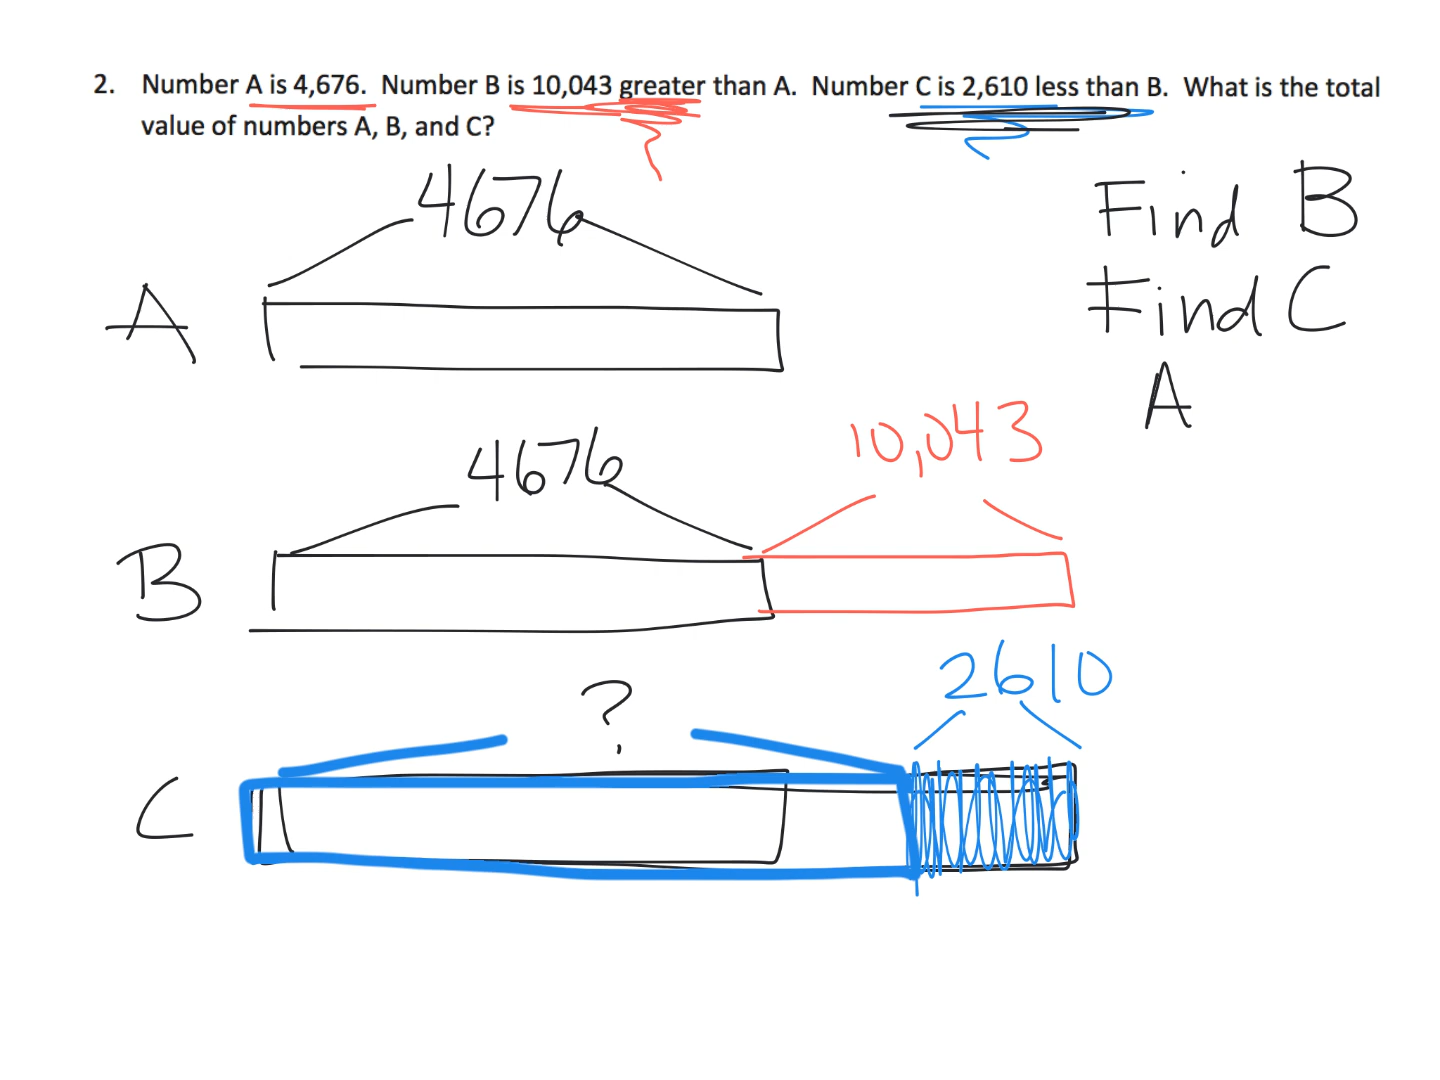 2. Number A is 4,676. Number B is 10,043 greater than A. Number C is 2,610 less than B. What is the total
value of numbers A, B, and C?
4676
Find B
Find C
A
A
10,043
4676
B
2610
?
C